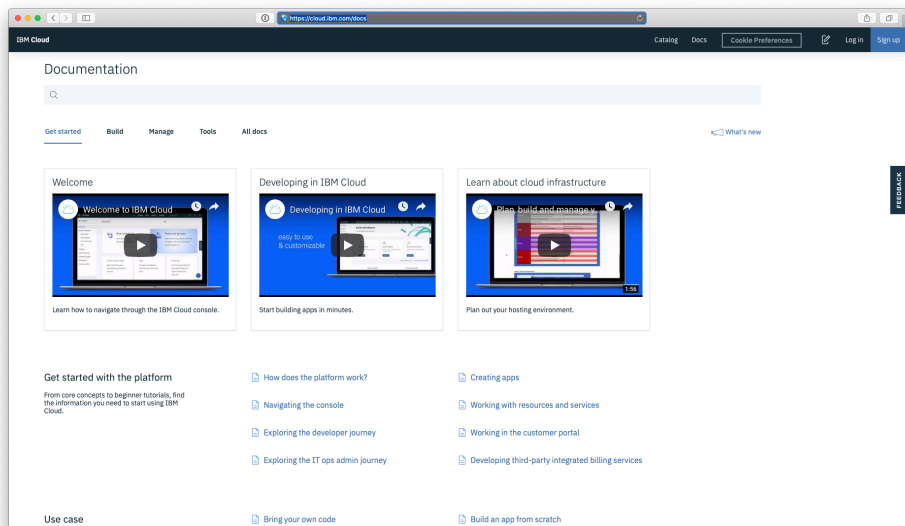 https://cloud.ibm.com/docs
IBM Cloud
Catalog
Docs
Cookie Preferences
Log in
Sign up
Documentation
Get started
Build
Manage
Tools
All docs
What's new
FEEDBACK
Welcome
Welcome to IBM Cloud
Learn how to navigate through the IBM Cloud console.
Developing in IBM Cloud
Developing in IBM Cloud
easy to use
& customizable
Start building apps in minutes.
Learn about cloud infrastructure
Plan, build and manage y...
1:56
Plan out your hosting environment.
Get started with the platform
From core concepts to beginner tutorials, find
the information you need to start using IBM
Cloud.
How does the platform work?
Creating apps
Navigating the console
Working with resources and services
Exploring the developer journey
Working in the customer portal
Exploring the IT ops admin journey
Developing third-party integrated billing services
Use case
Bring your own code
Build an app from scratch